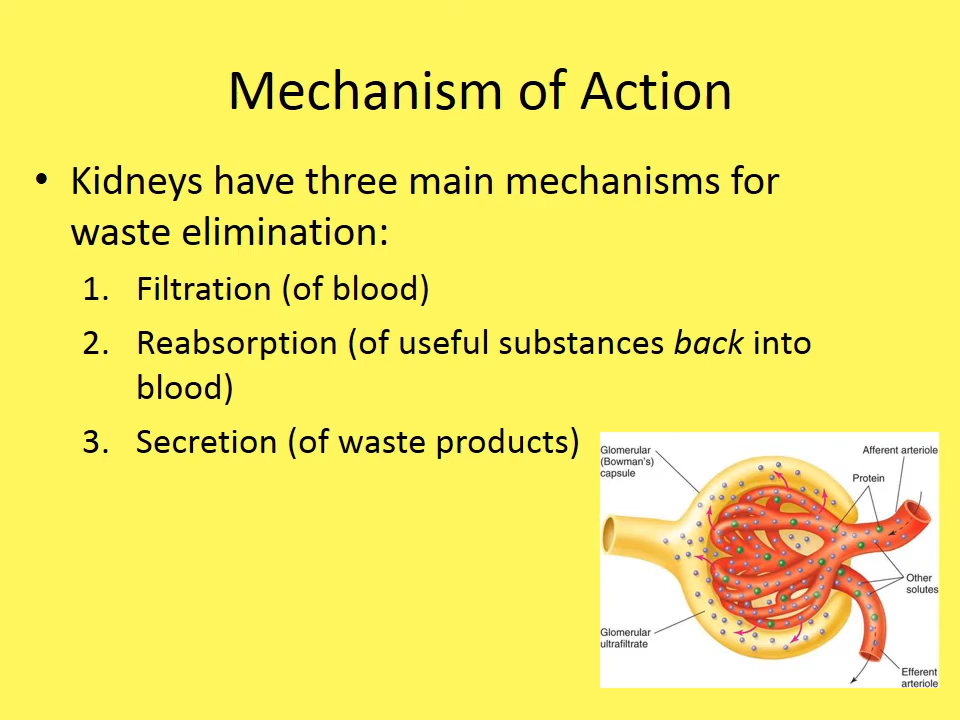 Mechanism of Action
• Kidneys have three main mechanisms for
waste elimination:
1. Filtration (of blood)
2. Reabsorption (of useful substances back into
blood)
3. Secretion (of waste products)
Glomerular
(Bowman's)
capsule
Afferent arteriole
Protein
Other
solutes
Glomerular
ultrafiltrate
Efferent
arteriole